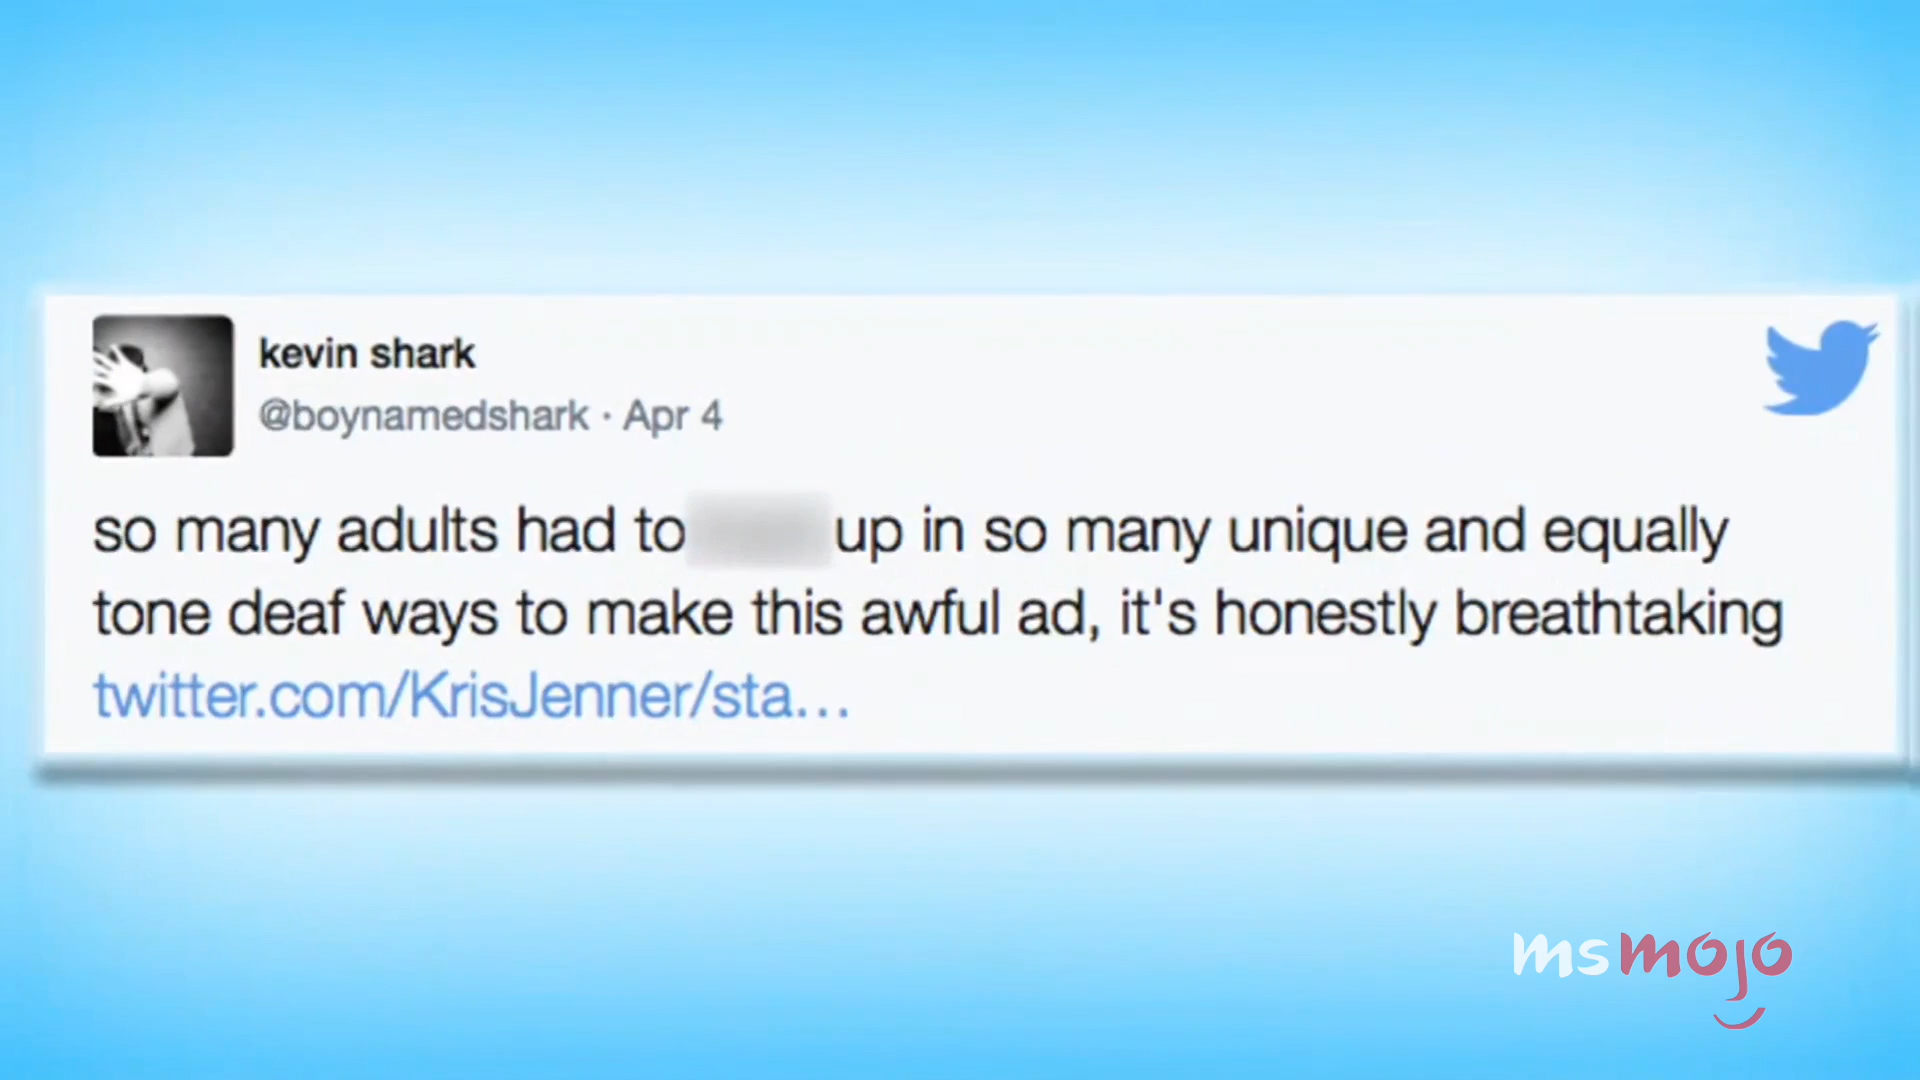 kevin shark
@boynamedshark · Apr 4
so many adults had to up in so many unique and equally
tone deaf ways to make this awful ad, it's honestly breathtaking
twitter.com/KrisJenner/sta...
msmojo